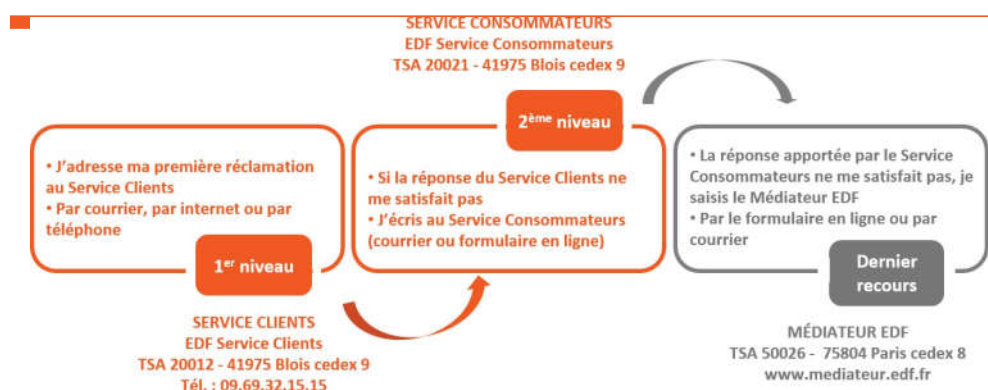 SERVICE CONSOMMATEURS
EDF Service Consommateurs
TSA 20021 - 41975 Blois cedex 9
• J'adresse ma première réclamation
au Service Clients
• Par courrier, par internet ou par
téléphone
1er niveau
SERVICE CLIENTS
EDF Service Clients
TSA 20012 - 41975 Blois cedex 9
Tél. : 09.69.32.15.15
2ème niveau
• Si la réponse du Service Clients ne
me satisfait pas
• J'écris au Service Consommateurs
(courrier ou formulaire en ligne)
• La réponse apportée par le Service
Consommateurs ne me satisfait pas, je
saisis le Médiateur EDF
• Par le formulaire en ligne ou par
courrier
Dernier
recours
MÉDIATEUR EDF
TSA 50026 - 75804 Paris cedex 8
www.mediateur.edf.fr